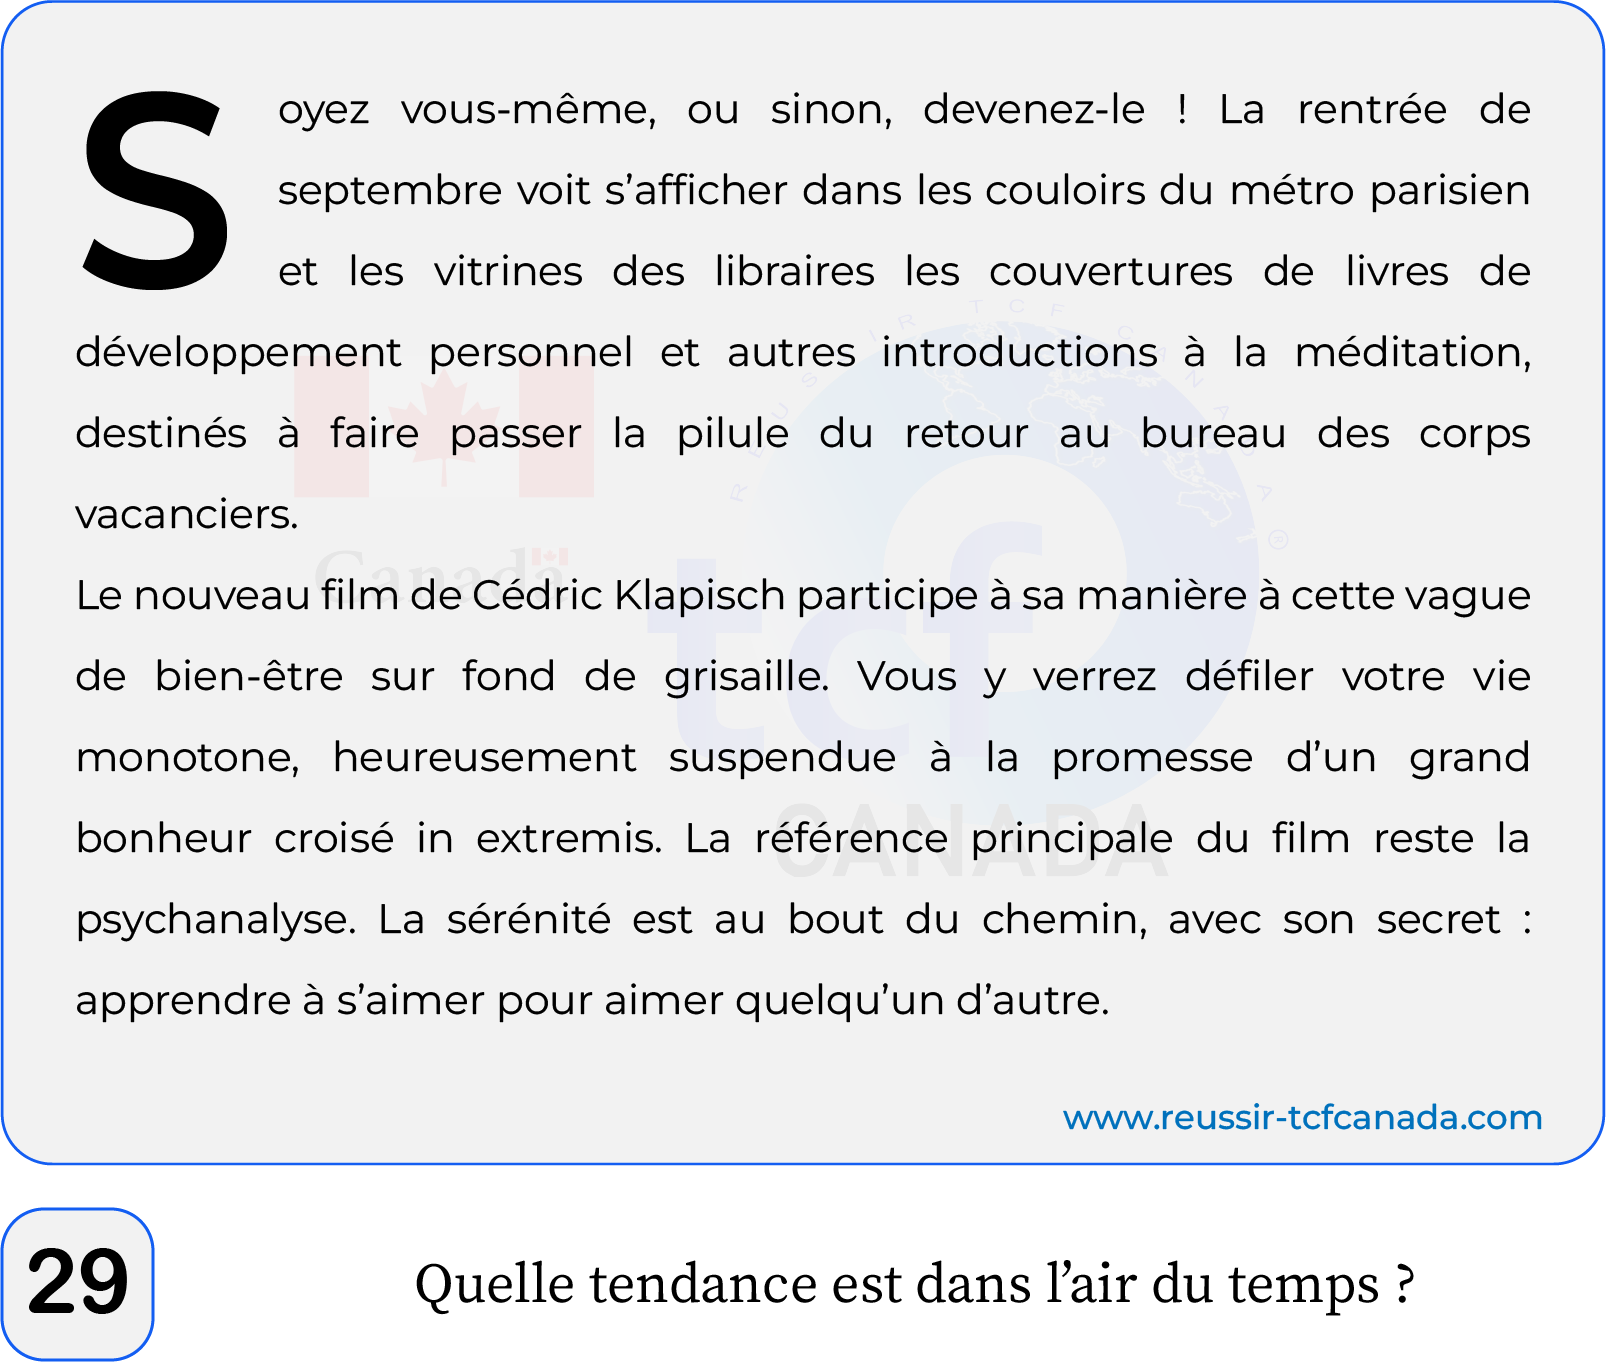 Soyez vous-même, ou sinon, devenez-le ! La rentrée de
septembre voit s’afficher dans les couloirs du métro parisien
et les vitrines des libraires les couvertures de livres de
développement personnel et autres introductions à la méditation,
destinés à faire passer la pilule du retour au bureau des corps
vacanciers.
Le nouveau film de Cédric Klapisch participe à sa manière à cette vague
de bien-être sur fond de grisaille. Vous y verrez défiler votre vie
monotone, heureusement suspendue à la promesse d’un grand
bonheur croisé in extremis. La référence principale du film reste la
psychanalyse. La sérénité est au bout du chemin, avec son secret :
apprendre à s’aimer pour aimer quelqu’un d’autre.
REUSSIR TCF CANADA ®
Canada
tcf
CANADA
www.reussir-tcfcanada.com
29
Quelle tendance est dans l’air du temps ?